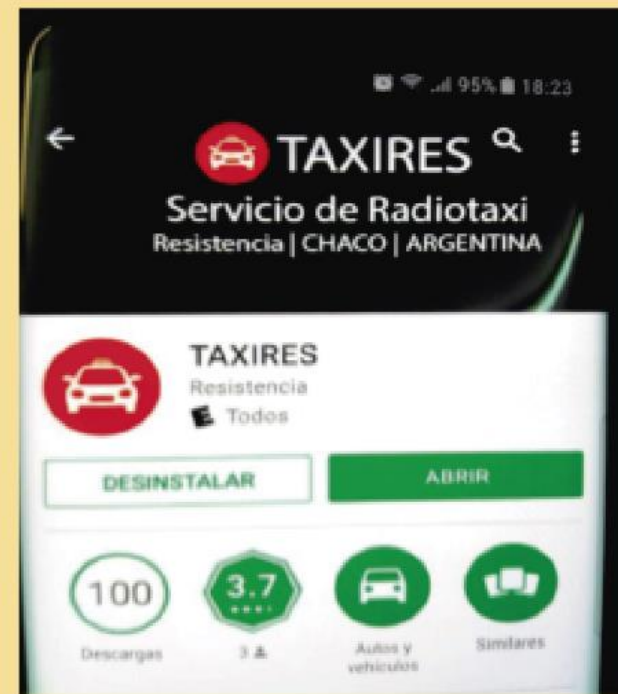 95% 18:23
TAXIRES
Servicio de Radiotaxi
Resistencia | CHACO | ARGENTINA
TAXIRES
Resistencia
E Todos
DESINSTALAR
ABRIR
100
3.7
Descargas
3
Autos y
vehículos
Similares